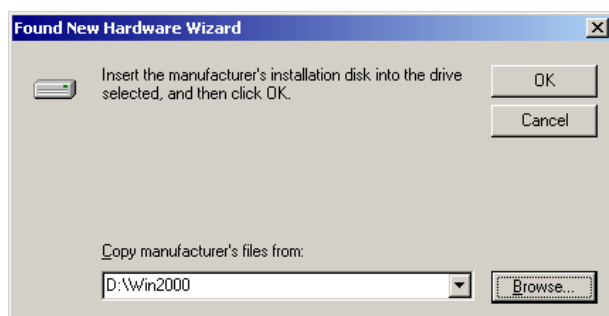 Found New Hardware Wizard
Insert the manufacturer's installation disk into the drive
selected, and then click OK.
OK
Cancel
Copy manufacturer's files from:
D:\Win2000
Browse...